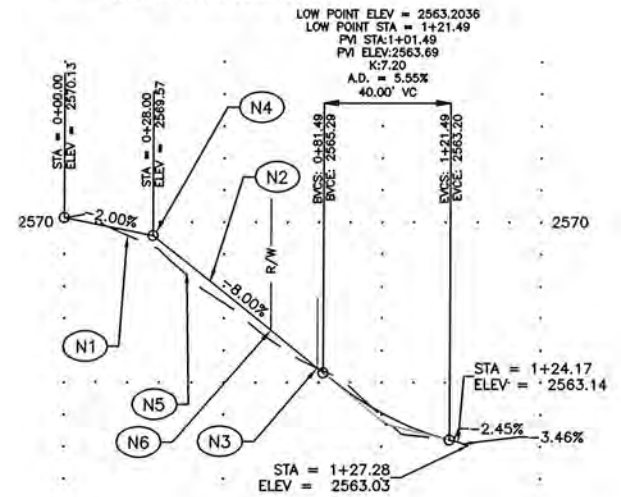 LOW POINT ELEV = 2563.2036
LOW POINT STA = 1+21.49
PVI STA:1+01.49
PVI ELEV:2563.69
K:7.20
A.D. = 5.55%
40.00' VC
STA = 0+00.00
ELEV = 2570.13
STA = 0+28.00
ELEV = 2569.57
N4
N2
BVCS: 0+81.49
BVCE: 2565.29
EVCS: 1+21.49
EVCE: 2563.20
2570
-2.00%
R/W
2570
-8.00%
N1
N5
N6
N3
STA = 1+24.17
ELEV = 2563.14
-2.45%
-3.46%
STA = 1+27.28
ELEV = 2563.03